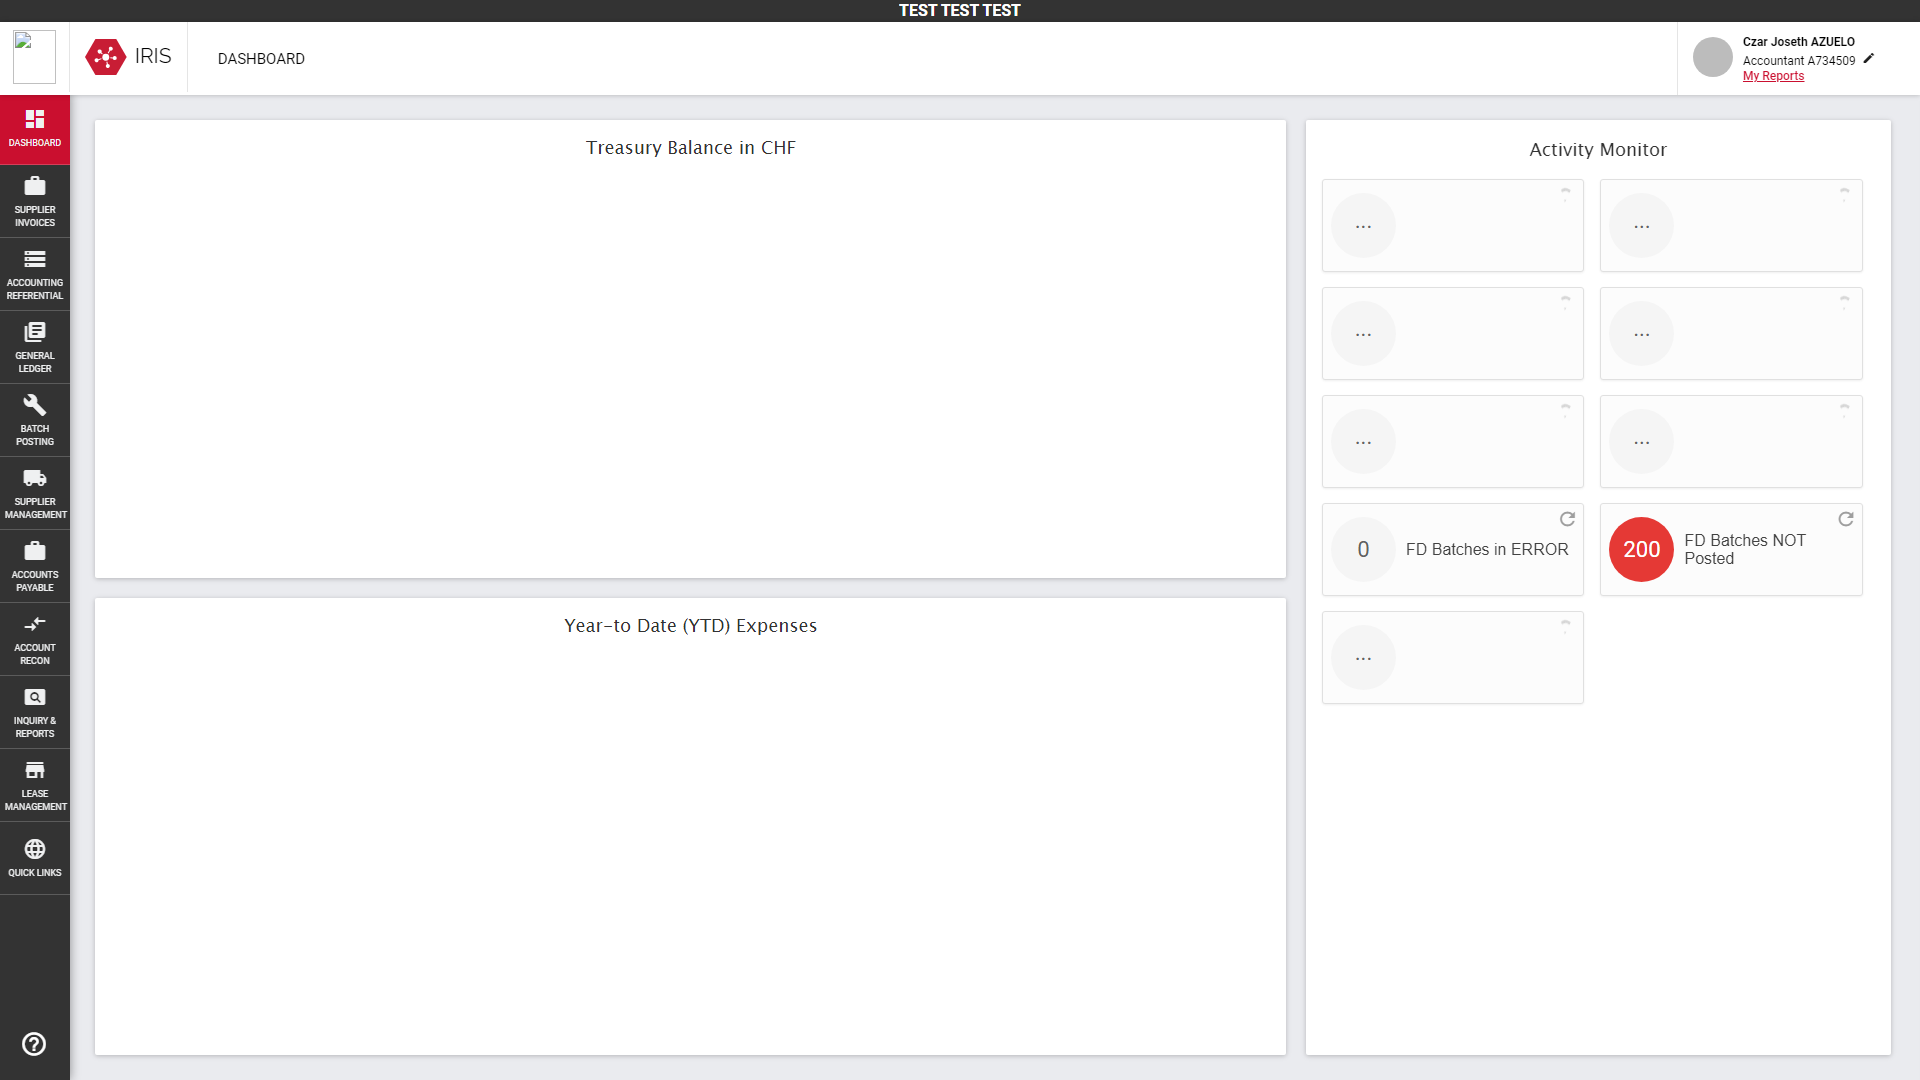 TEST TEST TEST
IRIS
DASHBOARD
Czar Joseth AZUELO
Accountant A734509
My Reports
DASHBOARD
SUPPLIER
INVOICES
ACCOUNTING
REFERENTIAL
GENERAL
LEDGER
BATCH
POSTING
SUPPLIER
MANAGEMENT
ACCOUNTS
PAYABLE
ACCOUNT
RECON
INQUIRY &
REPORTS
LEASE
MANAGEMENT
QUICK LINKS
Treasury Balance in CHF
Year-to Date (YTD) Expenses
Activity Monitor
...
...
...
...
...
...
0
FD Batches in ERROR
200
FD Batches NOT
Posted
...